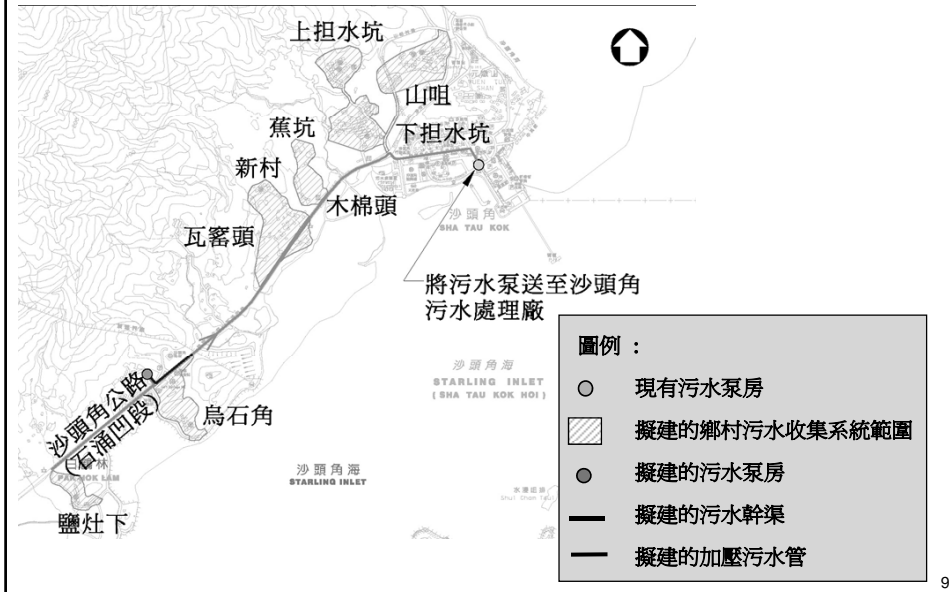 上担水坑
山咀
蕉坑
下担水坑
新村
木棉頭
瓦窰頭
沙頭角
SHA TAU KOK
將污水泵送至沙頭角
污水處理廠
沙頭角海
STARLING INLET
(SHA TAU KOK HOI)
沙頭角公路
(石涌凹段)
烏石角
PAK HOK LAM
沙頭角海
STARLING INLET
鹽灶下
圖例 :
現有污水泵房
擬建的鄉村污水收集系統範圍
擬建的污水泵房
擬建的污水幹渠
擬建的加壓污水管
9